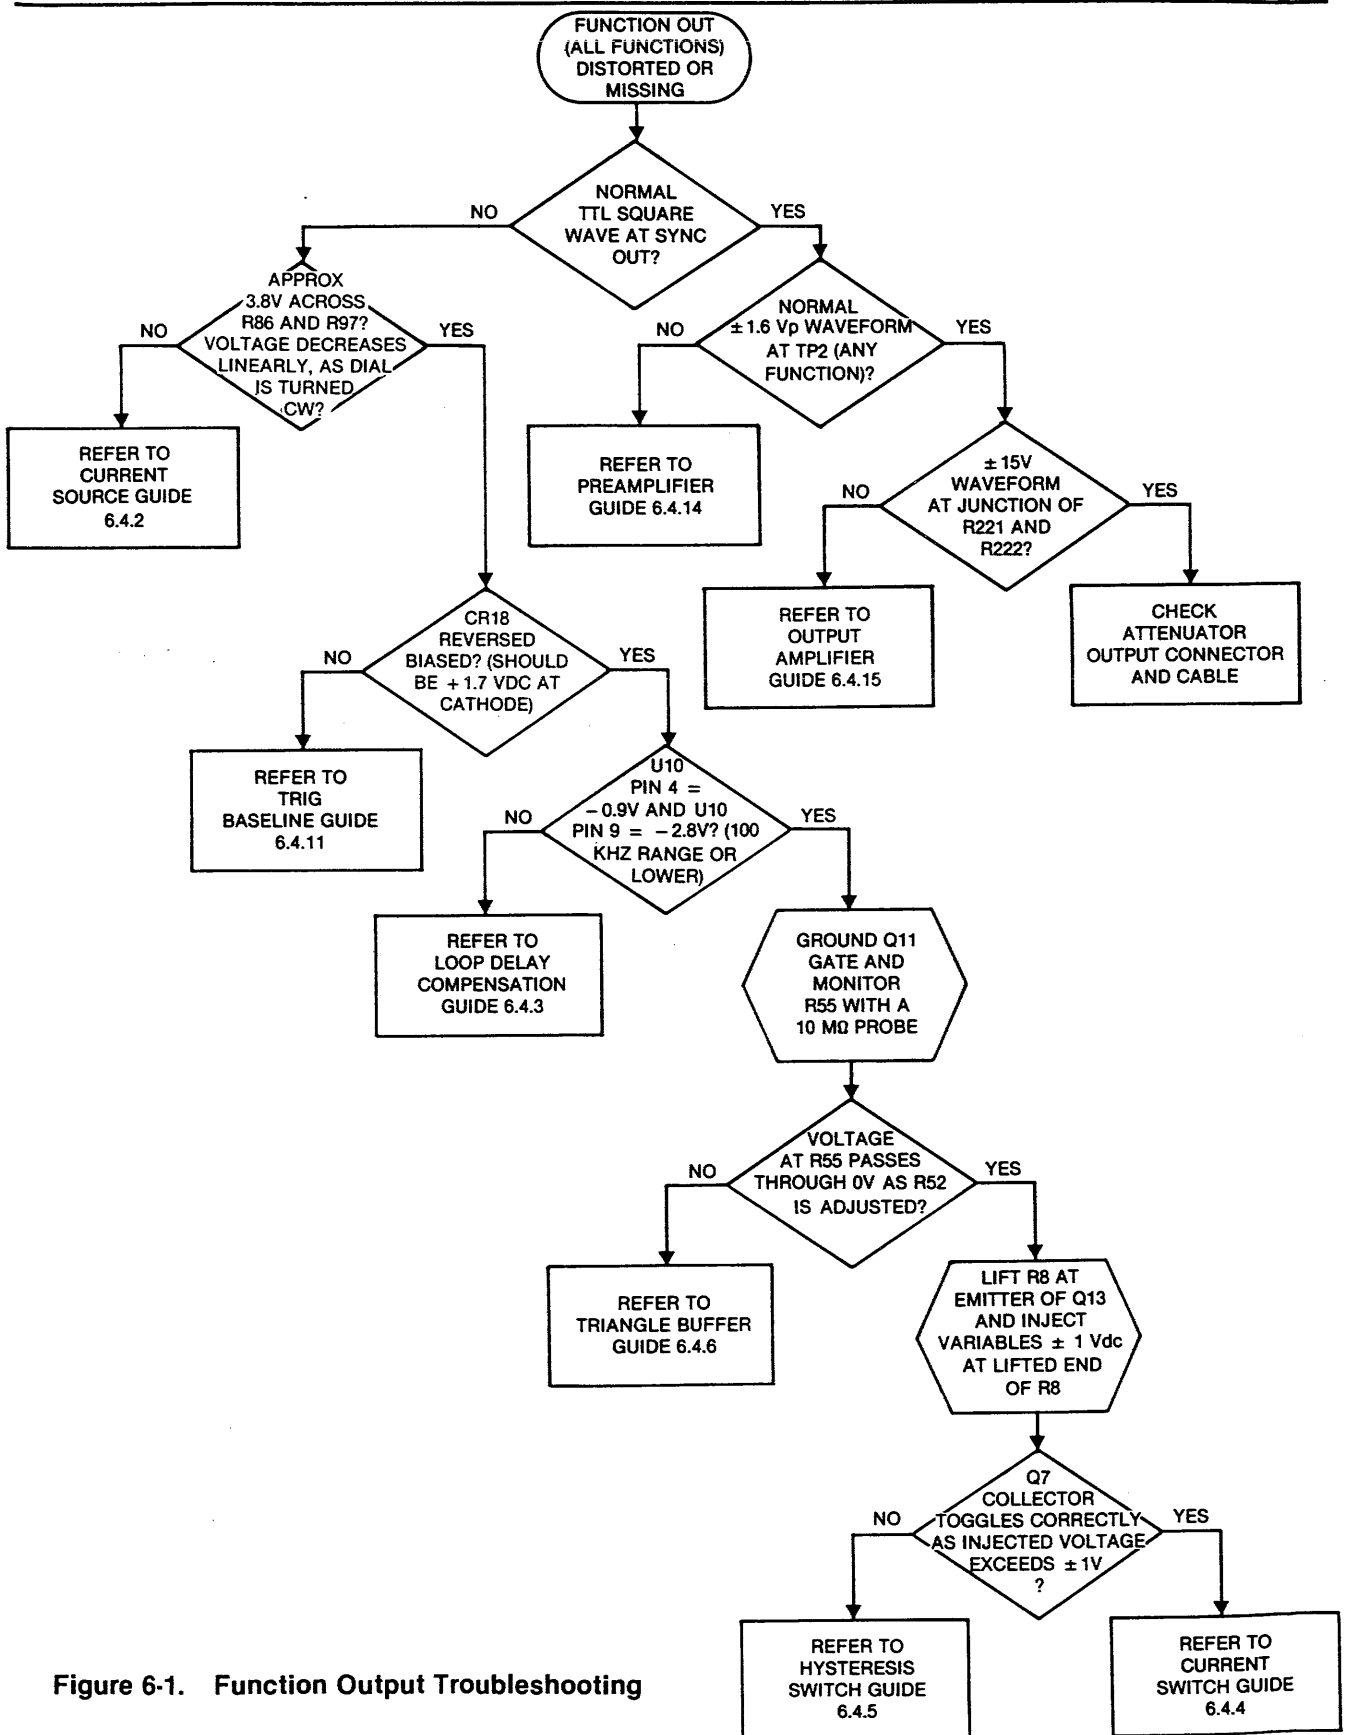 FUNCTION OUT
(ALL FUNCTIONS)
DISTORTED OR
MISSING
NORMAL
TTL SQUARE
WAVE AT SYNC
OUT?
NO
YES
APPROX
3.8V ACROSS
R86 AND R97?
VOLTAGE DECREASES
LINEARLY, AS DIAL
IS TURNED
CW?
NO
YES
NORMAL
± 1.6 Vp WAVEFORM
AT TP2 (ANY
FUNCTION)?
NO
YES
REFER TO
CURRENT
SOURCE GUIDE
6.4.2
REFER TO
PREAMPLIFIER
GUIDE 6.4.14
± 15V
WAVEFORM
AT JUNCTION OF
R221 AND
R222?
NO
YES
CR18
REVERSED
BIASED? (SHOULD
BE + 1.7 VDC AT
CATHODE)
NO
YES
REFER TO
OUTPUT
AMPLIFIER
GUIDE 6.4.15
CHECK
ATTENUATOR
OUTPUT CONNECTOR
AND CABLE
REFER TO
TRIG
BASELINE GUIDE
6.4.11
U10
PIN 4 =
– 0.9V AND U10
PIN 9 = – 2.8V? (100
KHZ RANGE OR
LOWER)
NO
YES
REFER TO
LOOP DELAY
COMPENSATION
GUIDE 6.4.3
GROUND Q11
GATE AND
MONITOR
R55 WITH A
10 MΩ PROBE
VOLTAGE
AT R55 PASSES
THROUGH 0V AS R52
IS ADJUSTED?
NO
YES
REFER TO
TRIANGLE BUFFER
GUIDE 6.4.6
LIFT R8 AT
EMITTER OF Q13
AND INJECT
VARIABLES ± 1 Vdc
AT LIFTED END
OF R8
Q7
COLLECTOR
TOGGLES CORRECTLY
AS INJECTED VOLTAGE
EXCEEDS ± 1V
?
NO
YES
REFER TO
HYSTERESIS
SWITCH GUIDE
6.4.5
REFER TO
CURRENT
SWITCH GUIDE
6.4.4
Figure 6-1. Function Output Troubleshooting